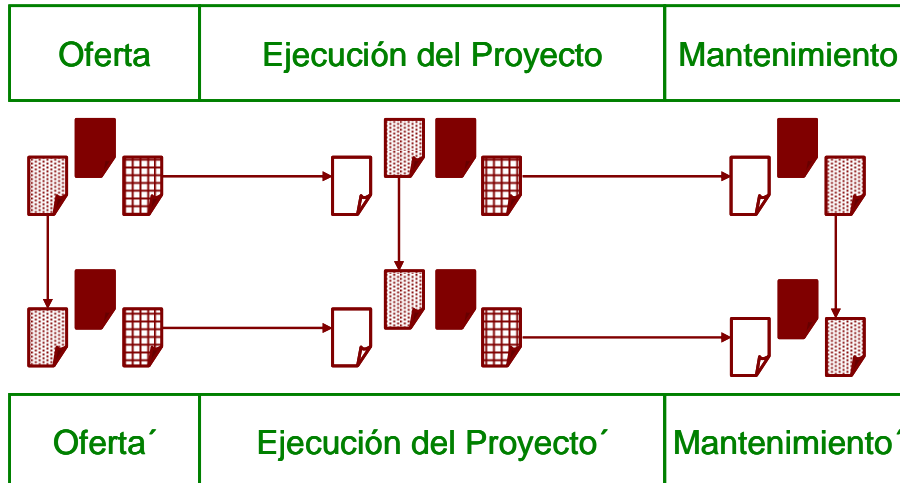 Oferta
Ejecución del Proyecto
Mantenimiento
Oferta´
Ejecución del Proyecto´
Mantenimiento´